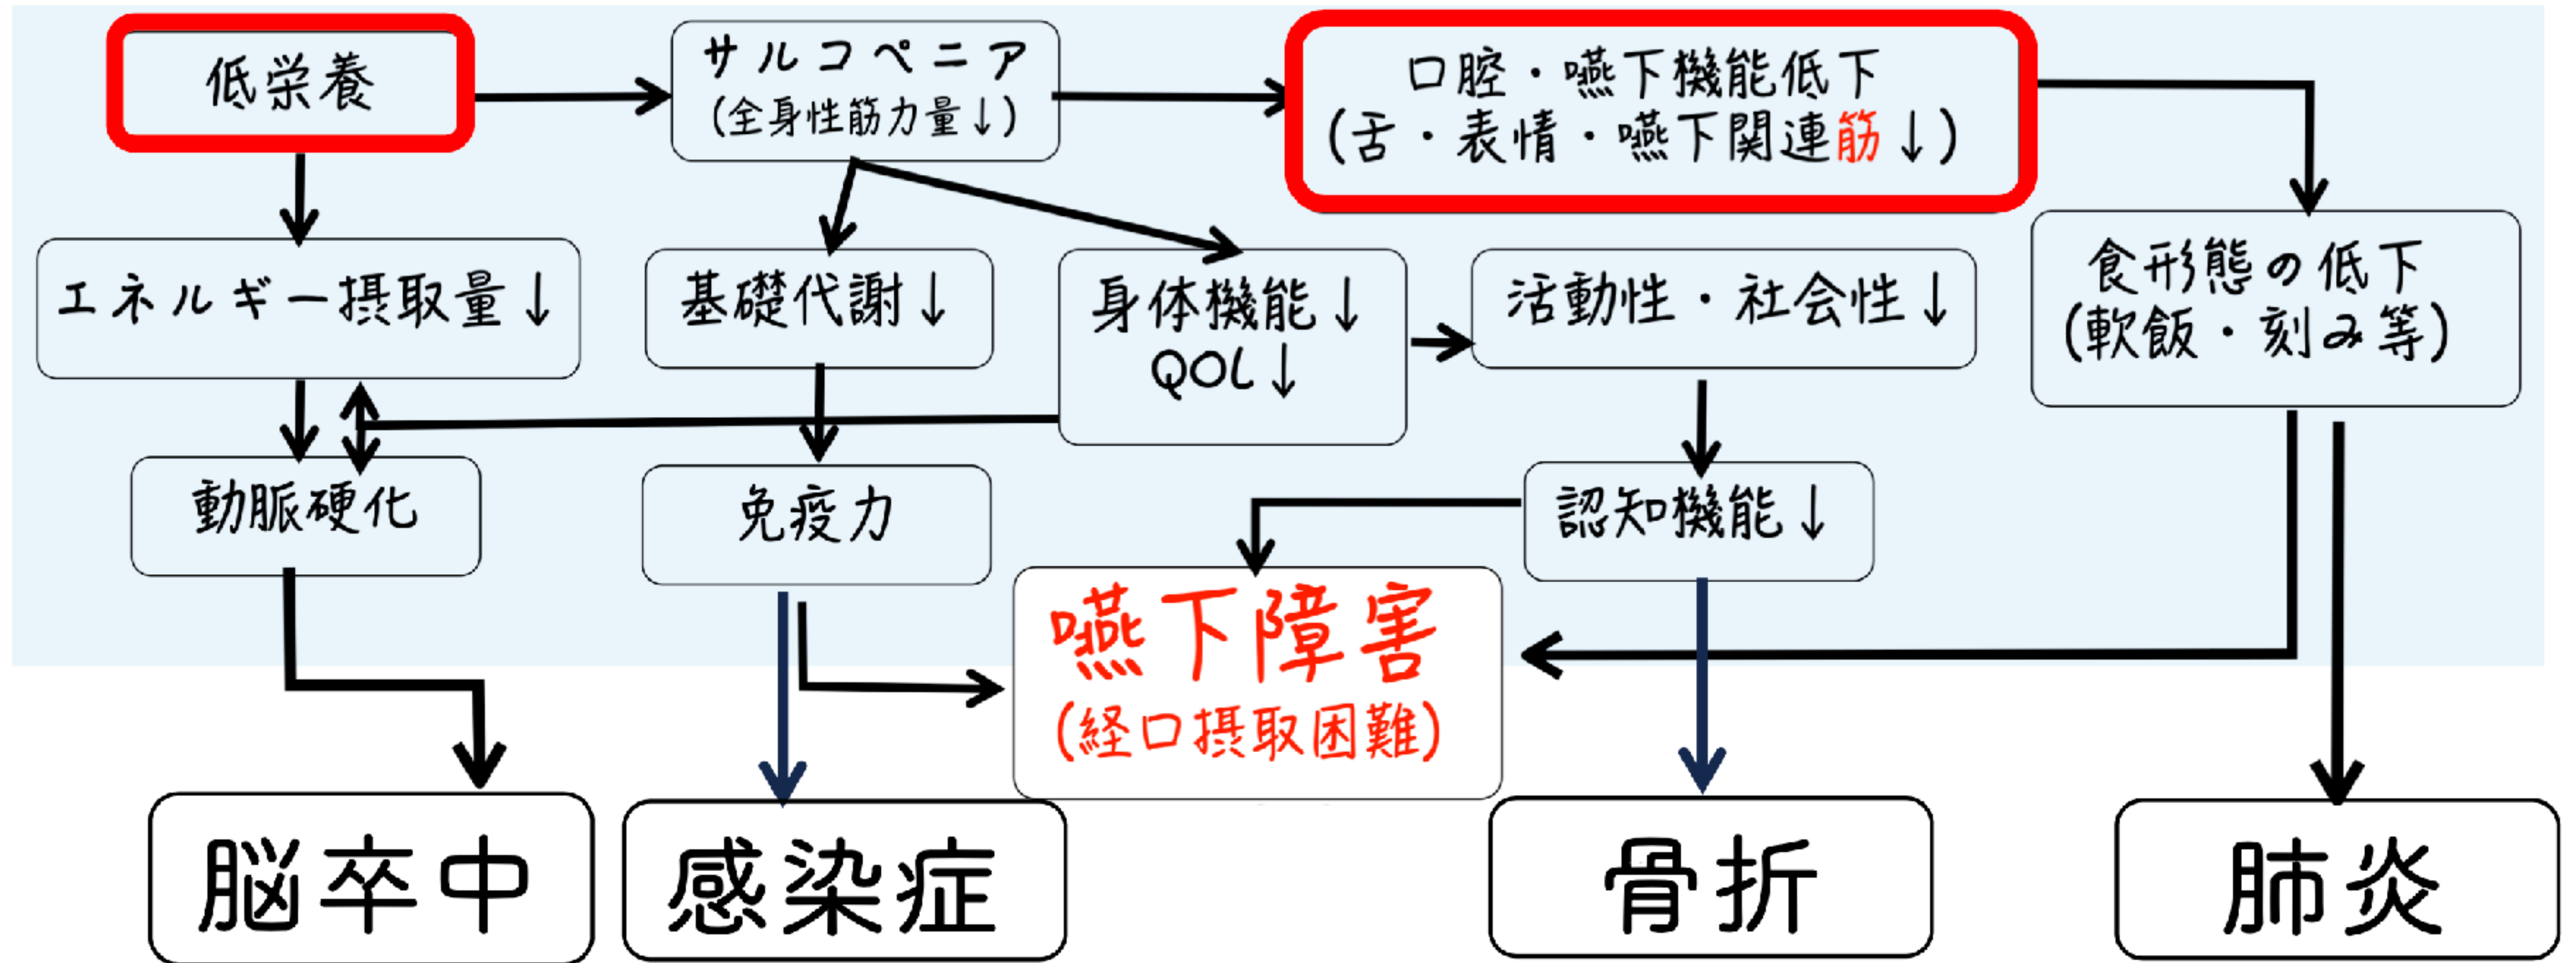 低栄養
サルコペニア
(全身性筋力量↓)
口腔・嚥下機能低下
(舌・表情・嚥下関連筋↓)
エネルギー摂取量↓
基礎代謝↓
身体機能↓
QOL↓
活動性・社会性↓
食形態の低下
(軟飯・刻み等)
動脈硬化
免疫力
認知機能↓
嚥下障害
(経口摂取困難)
脳卒中
感染症
骨折
肺炎